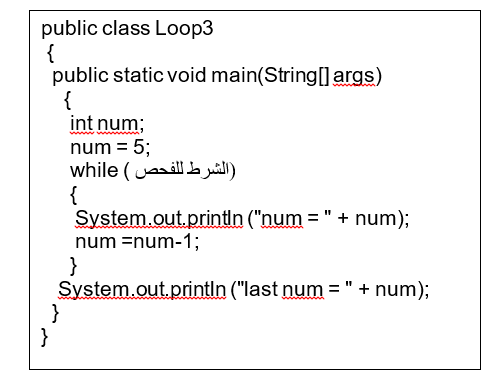 public class Loop3
{
public static void main(String[] args)
{
int num;
num = 5;
while ( الشرط للفحص)
{
System.out.println ("num = " + num);
num =num-1;
}
System.out.println ("last num = " + num);
}
}